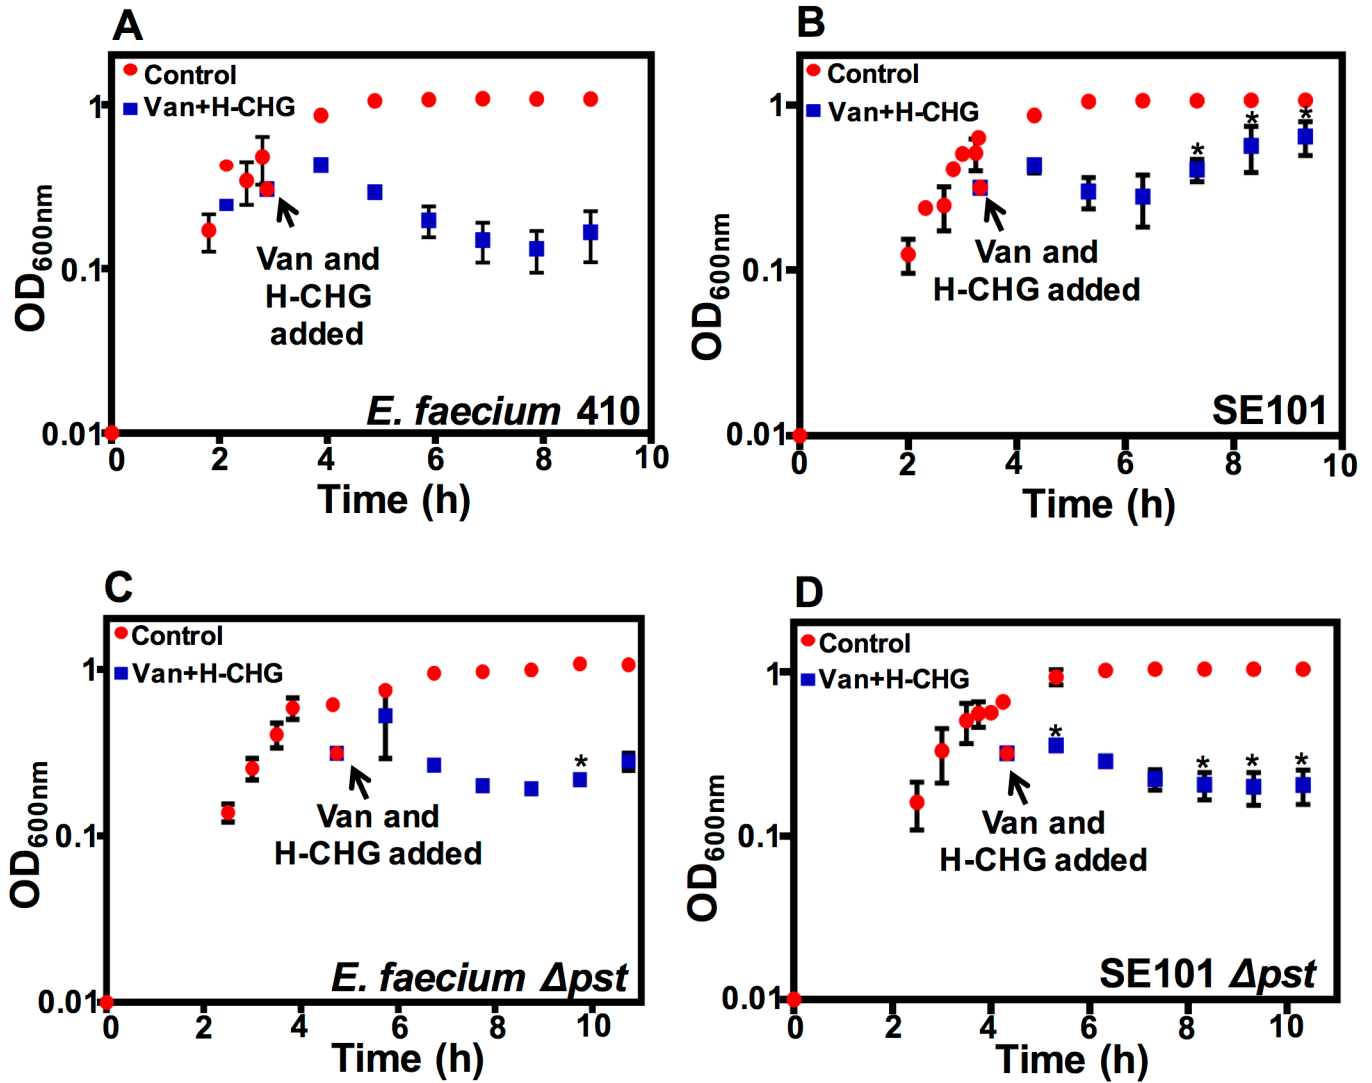 A
Control
Van+H-CHG
1
0.1
0.01
OD600nm
Van and
H-CHG
added
E. faecium 410
0 2 4 6 8 10
Time (h)
B
Control
Van+H-CHG
1
0.1
0.01
OD600nm
* * *
Van and
H-CHG added
SE101
0 2 4 6 8 10
Time (h)
C
Control
Van+H-CHG
1
0.1
0.01
OD600nm
*
Van and
H-CHG added
E. faecium Δpst
0 2 4 6 8 10
Time (h)
D
Control
Van+H-CHG
1
0.1
0.01
OD600nm
* * * *
Van and
H-CHG added
SE101 Δpst
0 2 4 6 8 10
Time (h)